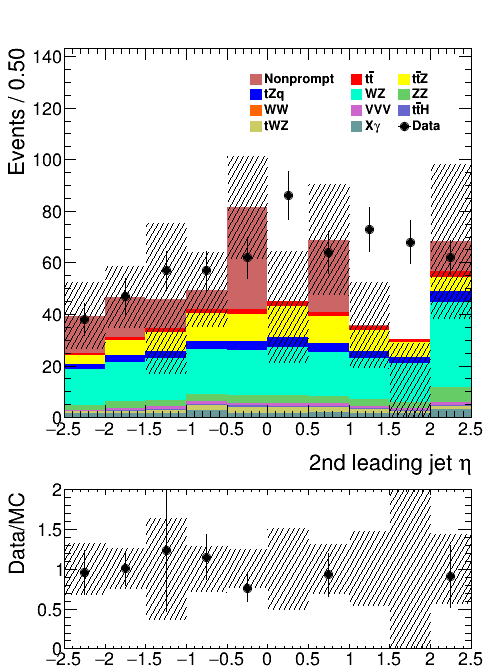 Events / 0.50
140
120
100
80
60
40
20
0
Nonprompt tt̄ tt̄Z
tZq WZ ZZ
WW VVV tt̄H
tWZ Xγ Data
−2.5 −2 −1.5 −1 −0.5 0 0.5 1 1.5 2 2.5
2nd leading jet η
Data/MC
2
1.5
1
0.5
0
−2.5 −2 −1.5 −1 −0.5 0 0.5 1 1.5 2 2.5